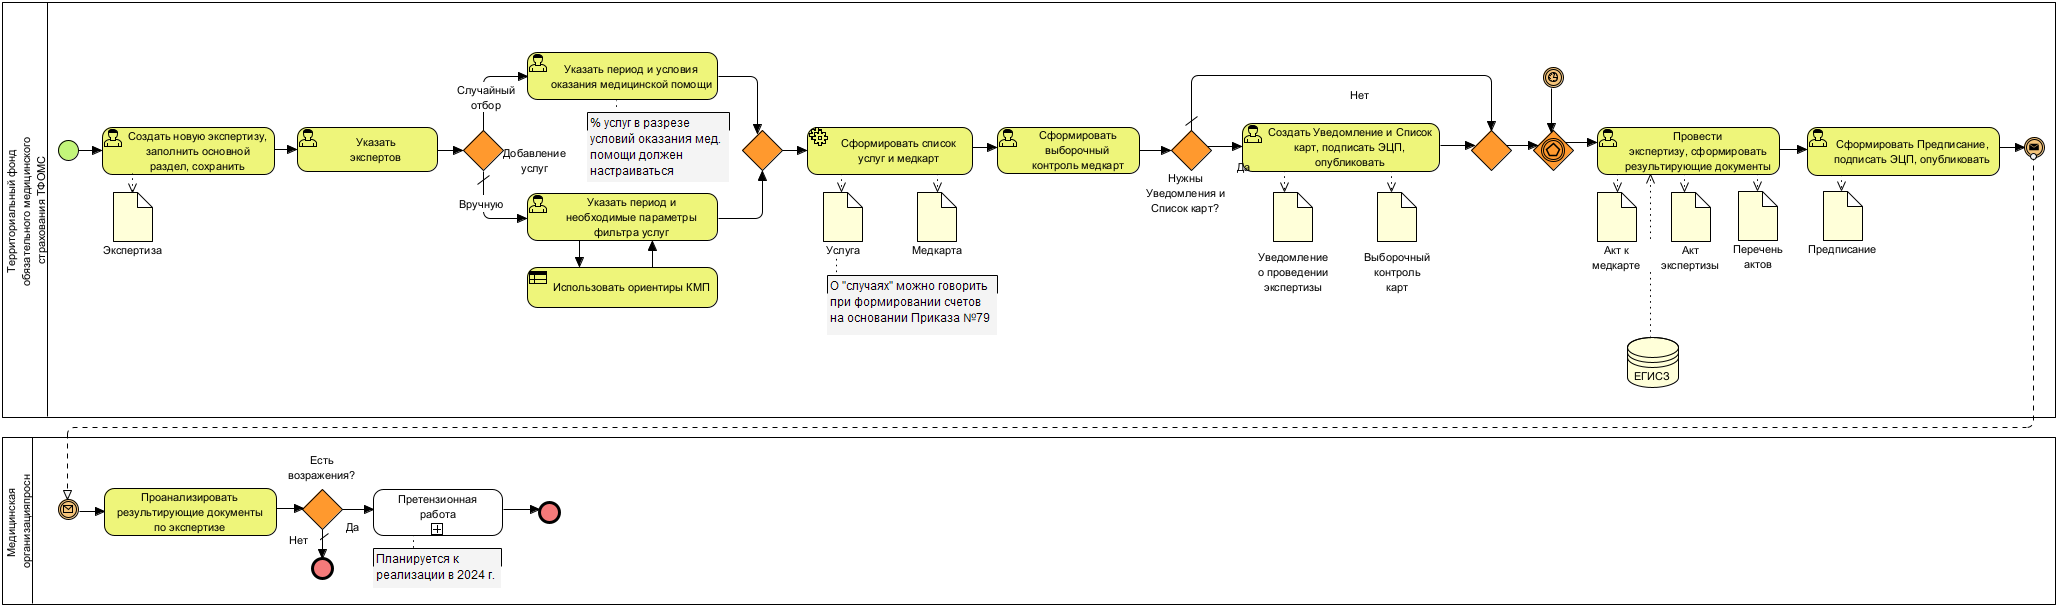 Территориальный фонд
обязательного медицинского
страхования ТФОМС
Создать новую экспертизу,
заполнить основной
раздел, сохранить
Экспертиза
Указать
экспертов
Случайный
отбор
Добавление
услуг
Вручную
Указать период и условия
оказания медицинской помощи
% услуг в разрезе
условий оказания мед.
помощи должен
настраиваться
Указать период и
необходимые параметры
фильтра услуг
Использовать ориентиры КМП
Сформировать список
услуг и медкарт
Услуга
Медкарта
О "случаях" можно говорить
при формировании счетов
на основании Приказа №79
Сформировать
выборочный
контроль медкарт
Нужны
Уведомления и
Список карт?
Нет
Да
Создать Уведомление и Список
карт, подписать ЭЦП,
опубликовать
Уведомление
о проведении
экспертизы
Выборочный
контроль
карт
Провести
экспертизу, сформировать
результирующие документы
Акт к
медкарте
Акт
экспертизы
Перечень
актов
ЕГИСЗ
Сформировать Предписание,
подписать ЭЦП, опубликовать
Предписание
Медицинская
организацияпросн
Проанализировать
результирующие документы
по экспертизе
Есть
возражения?
Нет
Да
Претензионная
работа
Планируется к
реализации в 2024 г.